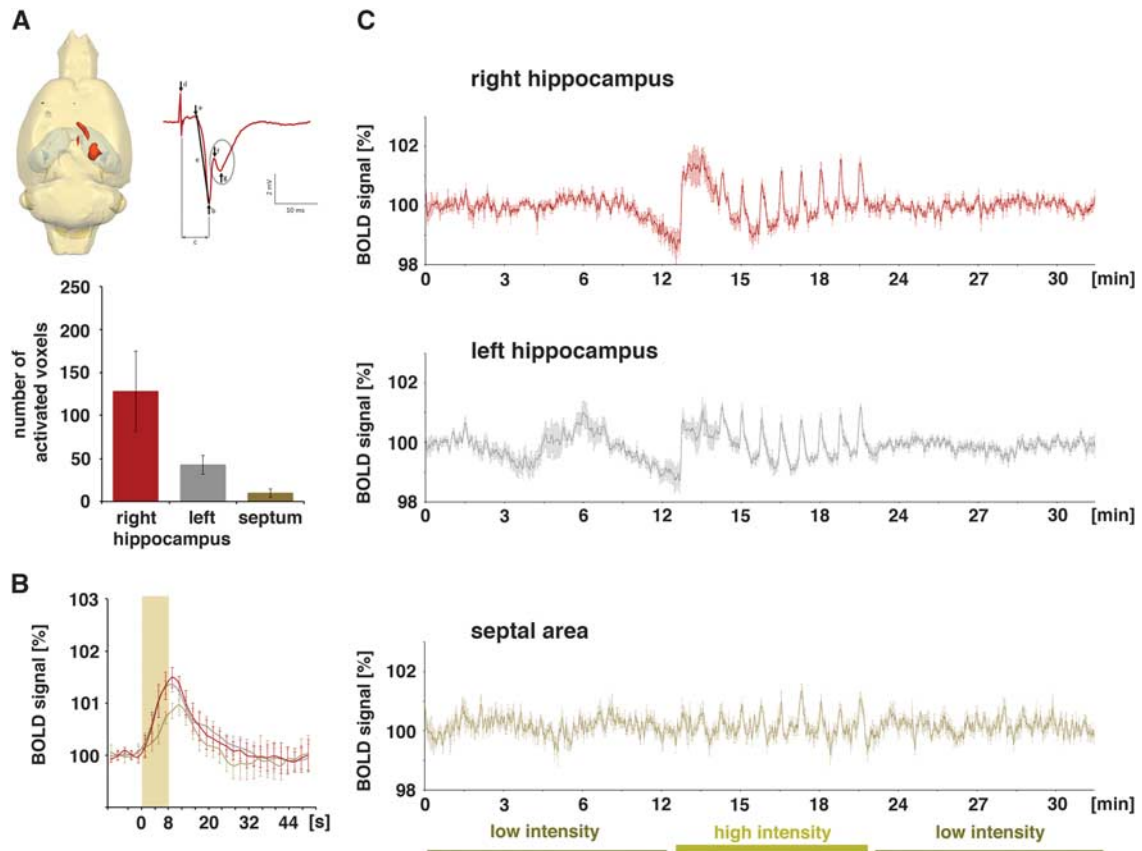 A
C
d
a
e
f
g
b
c
2 mV
10 ms
right hippocampus
BOLD signal [%]
102
100
98
0 3 6 12 15 18 24 27 30 [min]
number of
activated voxels
250
200
150
100
50
0
right left septum
hippocampus
left hippocampus
BOLD signal [%]
102
100
98
0 3 6 12 15 18 24 27 30 [min]
B
BOLD signal [%]
103
102
101
100
0 8 20 32 44 [s]
septal area
BOLD signal [%]
102
100
98
0 3 6 12 15 18 24 27 30 [min]
low intensity high intensity low intensity